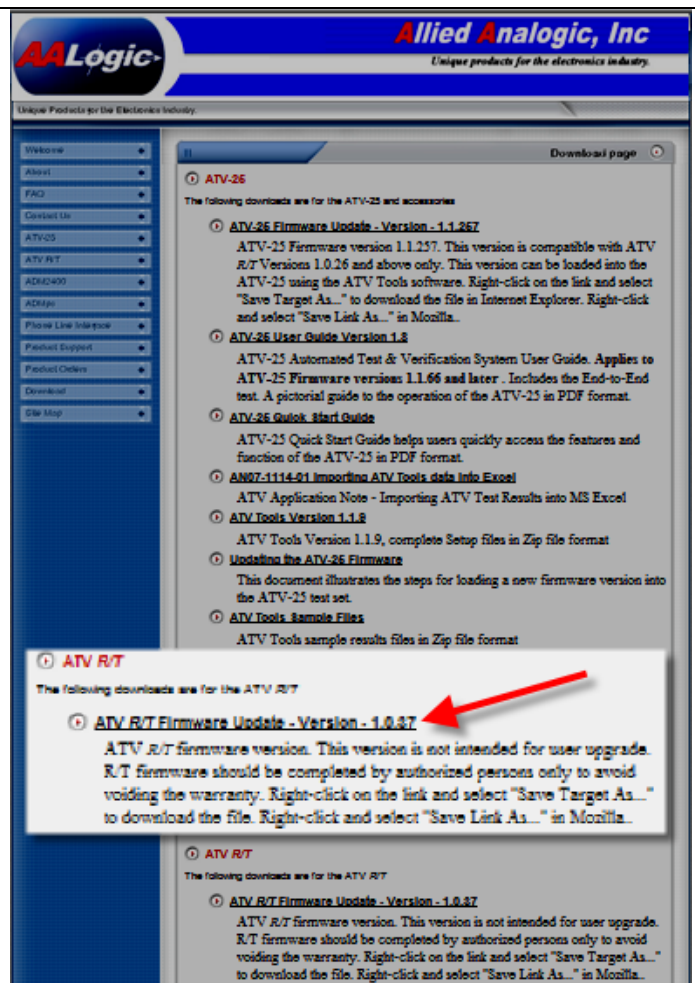 AALogic
Allied Analogic, Inc
Unique products for the electronics industry.
Unique Products for the Electronics Industry.
Welcome
About
FAQ
Contact Us
ATV-25
ATV R/T
ADM2400
ADMps
Phone Line Interface
Product Support
Product Orders
Download
Site Map
Download page
ATV-25
The following downloads are for the ATV-25 and accessories
ATV-25 Firmware Update - Version - 1.1.257
ATV-25 Firmware version 1.1.257. This version is compatible with ATV
R/T Versions 1.0.26 and above only. This version can be loaded into the
ATV-25 using the ATV Tools software. Right-click on the link and select
"Save Target As..." to download the file in Internet Explorer. Right-click
and select "Save Link As..." in Mozilla..
ATV-25 User Guide Version 1.8
ATV-25 Automated Test & Verification System User Guide. Applies to
ATV-25 Firmware versions 1.1.66 and later . Includes the End-to-End
test. A pictorial guide to the operation of the ATV-25 in PDF format.
ATV-25 Quick Start Guide
ATV-25 Quick Start Guide helps users quickly access the features and
function of the ATV-25 in PDF format.
AN07-1114-01 Importing ATV Tools data into Excel
ATV Application Note - Importing ATV Test Results into MS Excel
ATV Tools Version 1.1.9
ATV Tools Version 1.1.9, complete Setup files in Zip file format
Updating the ATV-25 Firmware
This document illustrates the steps for loading a new firmware version into
the ATV-25 test set.
ATV Tools Sample Files
ATV Tools sample results files in Zip file format
ATV R/T
The following downloads are for the ATV R/T
ATV R/T Firmware Update - Version - 1.0.37
ATV R/T firmware version. This version is not intended for user upgrade.
R/T firmware should be completed by authorized persons only to avoid
voiding the warranty. Right-click on the link and select "Save Target As..."
to download the file. Right-click and select "Save Link As..." in Mozilla..
ATV R/T
The following downloads are for the ATV R/T
ATV R/T Firmware Update - Version - 1.0.37
ATV R/T firmware version. This version is not intended for user upgrade.
R/T firmware should be completed by authorized persons only to avoid
voiding the warranty. Right-click on the link and select "Save Target As..."
to download the file. Right-click and select "Save Link As..." in Mozilla..